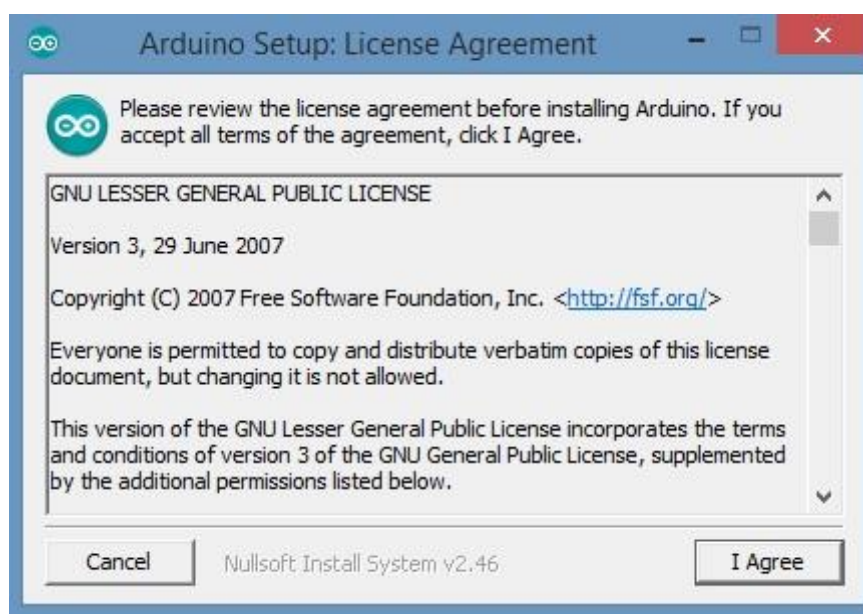 Arduino Setup: License Agreement
Please review the license agreement before installing Arduino. If you
accept all terms of the agreement, click I Agree.
GNU LESSER GENERAL PUBLIC LICENSE
Version 3, 29 June 2007
Copyright (C) 2007 Free Software Foundation, Inc. <http://fsf.org/>
Everyone is permitted to copy and distribute verbatim copies of this license
document, but changing it is not allowed.
This version of the GNU Lesser General Public License incorporates the terms
and conditions of version 3 of the GNU General Public License, supplemented
by the additional permissions listed below.
Cancel
Nullsoft Install System v2.46
I Agree